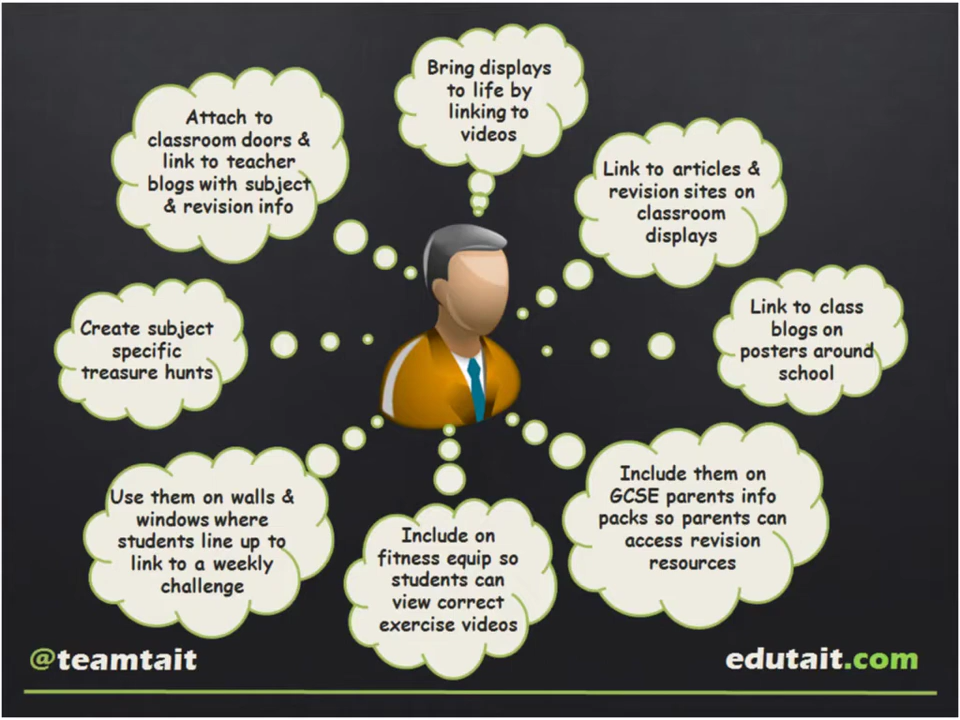 Bring displays
to life by
linking to
videos
Attach to
classroom doors &
link to teacher
blogs with subject
& revision info
Link to articles &
revision sites on
classroom
displays
Create subject
specific
treasure hunts
Link to class
blogs on
posters around
school
Use them on walls &
windows where
students line up to
link to a weekly
challenge
Include on
fitness equip so
students can
view correct
exercise videos
Include them on
GCSE parents info
packs so parents can
access revision
resources
@teamtait
edutait.com